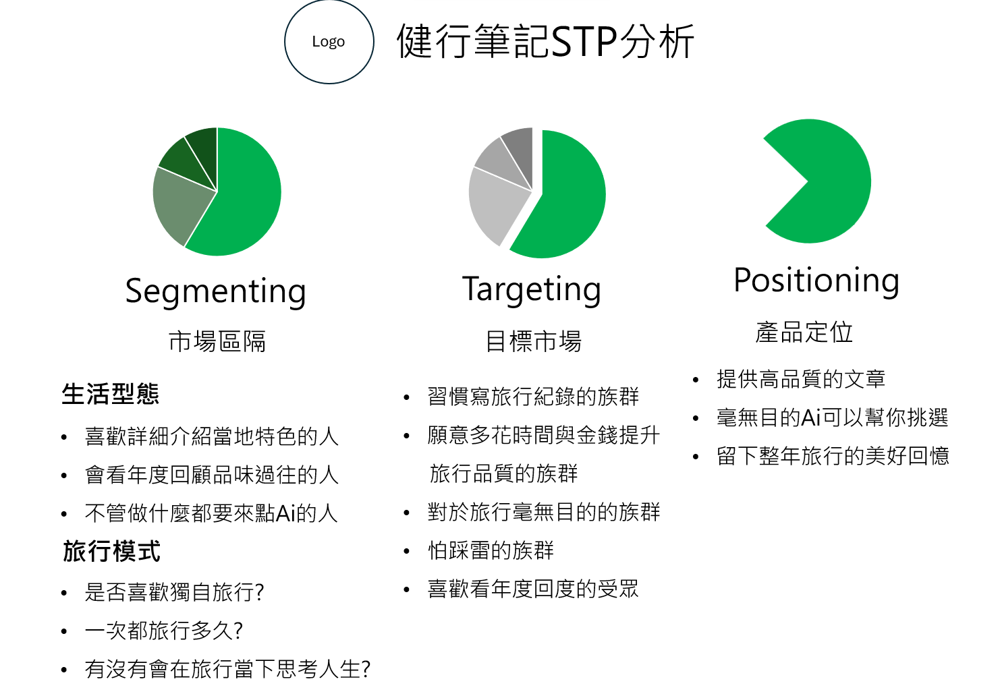 Logo
健行筆記STP分析
Segmenting
市場區隔
生活型態
• 喜歡詳細介紹當地特色的人
• 會看年度回顧品味過往的人
• 不管做什麼都要來點Ai的人
旅行模式
• 是否喜歡獨自旅行?
• 一次都旅行多久?
• 有沒有會在旅行當下思考人生?
Targeting
目標市場
• 習慣寫旅行紀錄的族群
• 願意多花時間與金錢提升
旅行品質的族群
• 對於旅行毫無目的的族群
• 怕踩雷的族群
• 喜歡看年度回度的受眾
Positioning
產品定位
• 提供高品質的文章
• 毫無目的Ai可以幫你挑選
• 留下整年旅行的美好回憶